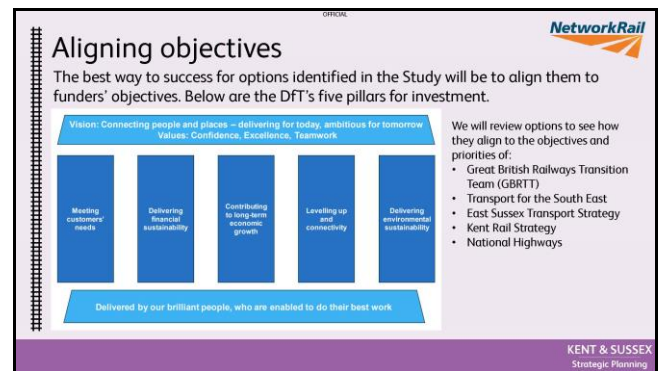 OFFICIAL
NetworkRail
Aligning objectives
The best way to success for options identified in the Study will be to align them to
funders' objectives. Below are the DfT's five pillars for investment.
Vision: Connecting people and places – delivering for today, ambitious for tomorrow
Values: Confidence, Excellence, Teamwork
Meeting
customers'
needs
Delivering
financial
sustainability
Contributing
to long-term
economic
growth
Levelling up
and
connectivity
Delivering
environmental
sustainability
Delivered by our brilliant people, who are enabled to do their best work
We will review options to see how
they align to the objectives and
priorities of:
• Great British Railways Transition
Team (GBRTT)
• Transport for the South East
• East Sussex Transport Strategy
• Kent Rail Strategy
• National Highways
KENT & SUSSEX
Strategic Planning